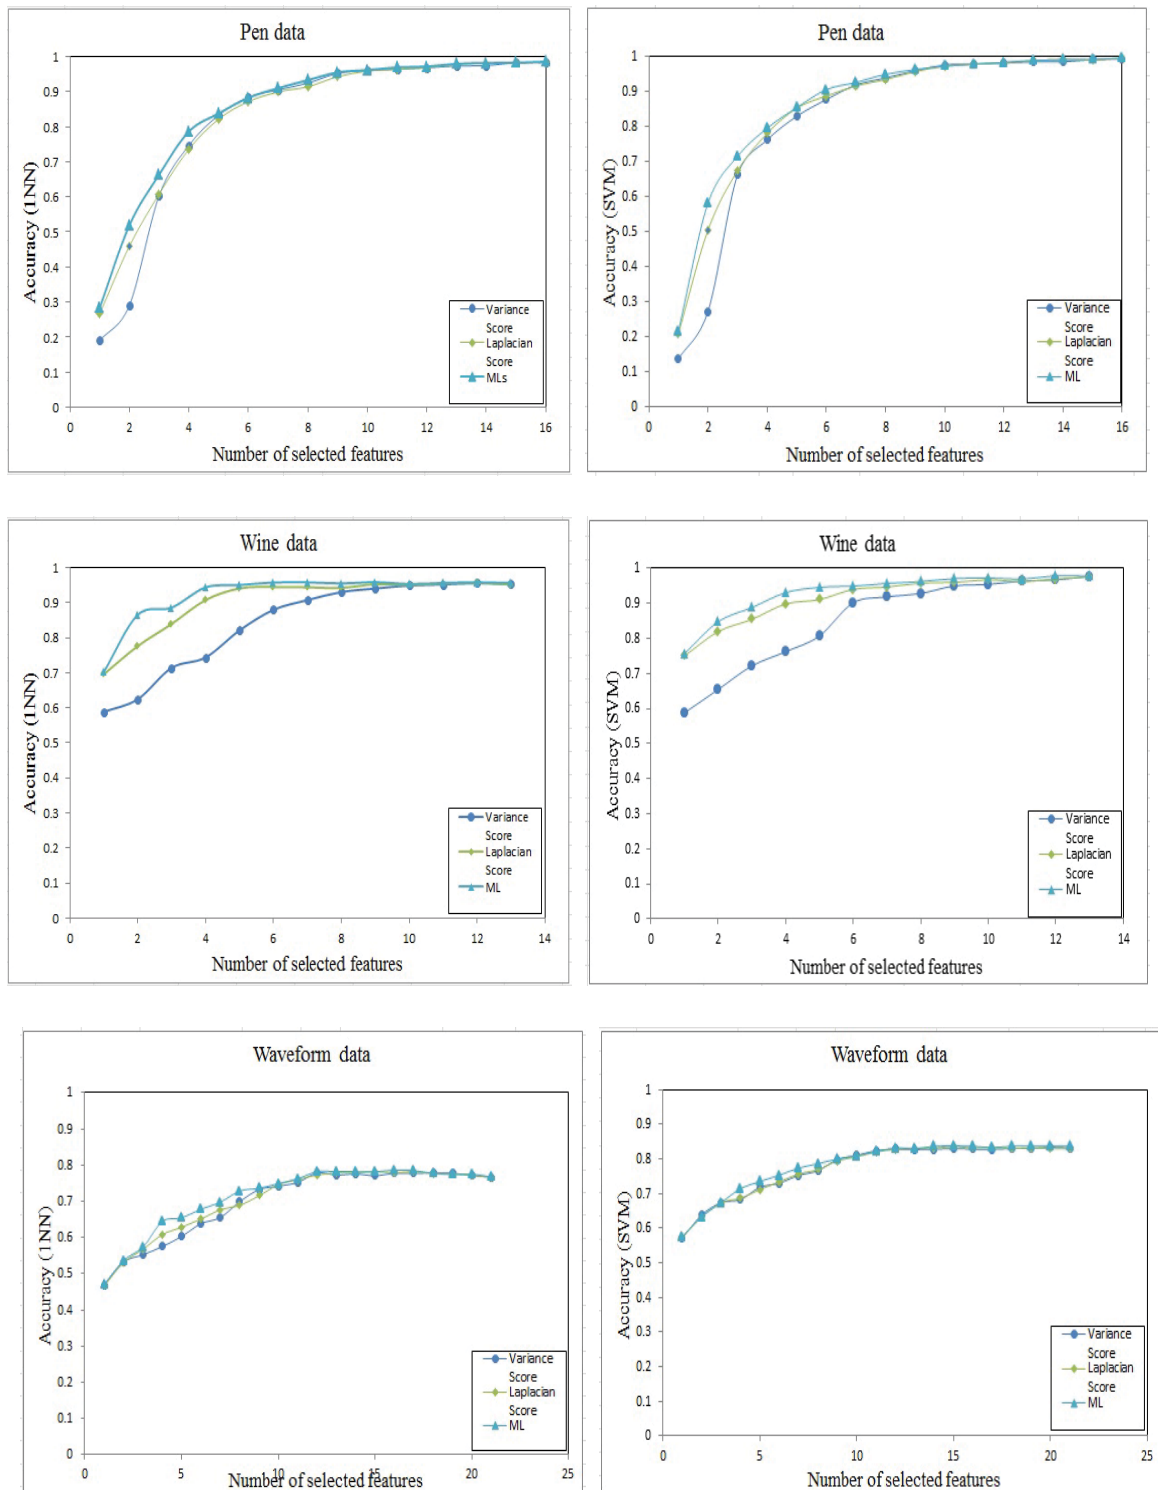 Pen data
Accuracy (1NN)
1
0.9
0.8
0.7
0.6
0.5
0.4
0.3
0.2
0.1
0
0 2 4 6 8 10 12 14 16
Number of selected features
Variance
Score
Laplacian
Score
MLs
Pen data
Accuracy (SVM)
1
0.9
0.8
0.7
0.6
0.5
0.4
0.3
0.2
0.1
0
0 2 4 6 8 10 12 14 16
Number of selected features
Variance
Score
Laplacian
Score
ML
Wine data
Accuracy (1NN)
1
0.9
0.8
0.7
0.6
0.5
0.4
0.3
0.2
0.1
0
0 2 4 6 8 10 12 14
Number of selected features
Variance
Score
Laplacian
Score
ML
Wine data
Accuracy (SVM)
1
0.9
0.8
0.7
0.6
0.5
0.4
0.3
0.2
0.1
0
0 2 4 6 8 10 12 14
Number of selected features
Variance
Score
Laplacian
Score
ML
Waveform data
Accuracy (1NN)
1
0.9
0.8
0.7
0.6
0.5
0.4
0.3
0.2
0.1
0
0 5 10 15 20 25
Number of selected features
Variance
Score
Laplacian
Score
ML
Waveform data
Accuracy (SVM)
1
0.9
0.8
0.7
0.6
0.5
0.4
0.3
0.2
0.1
0
0 5 10 15 20 25
Number of selected features
Variance
Score
Laplacian
Score
ML